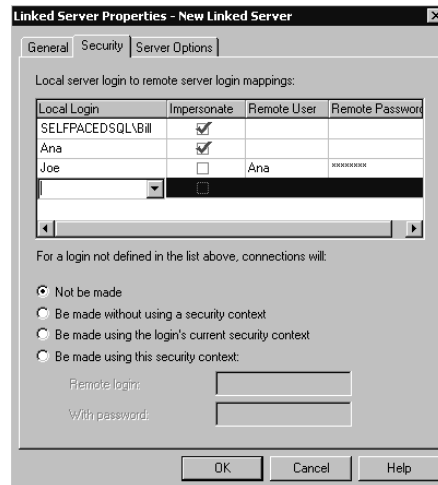 Linked Server Properties - New Linked Server
General Security Server Options
Local server login to remote server login mappings:
Local Login Impersonate Remote User Remote Password
SELFPACEDSQL\Bill
Ana
Joe Ana ********
For a login not defined in the list above, connections will:
Not be made
Be made without using a security context
Be made using the login's current security context
Be made using this security context:
Remote login:
With password:
OK Cancel Help